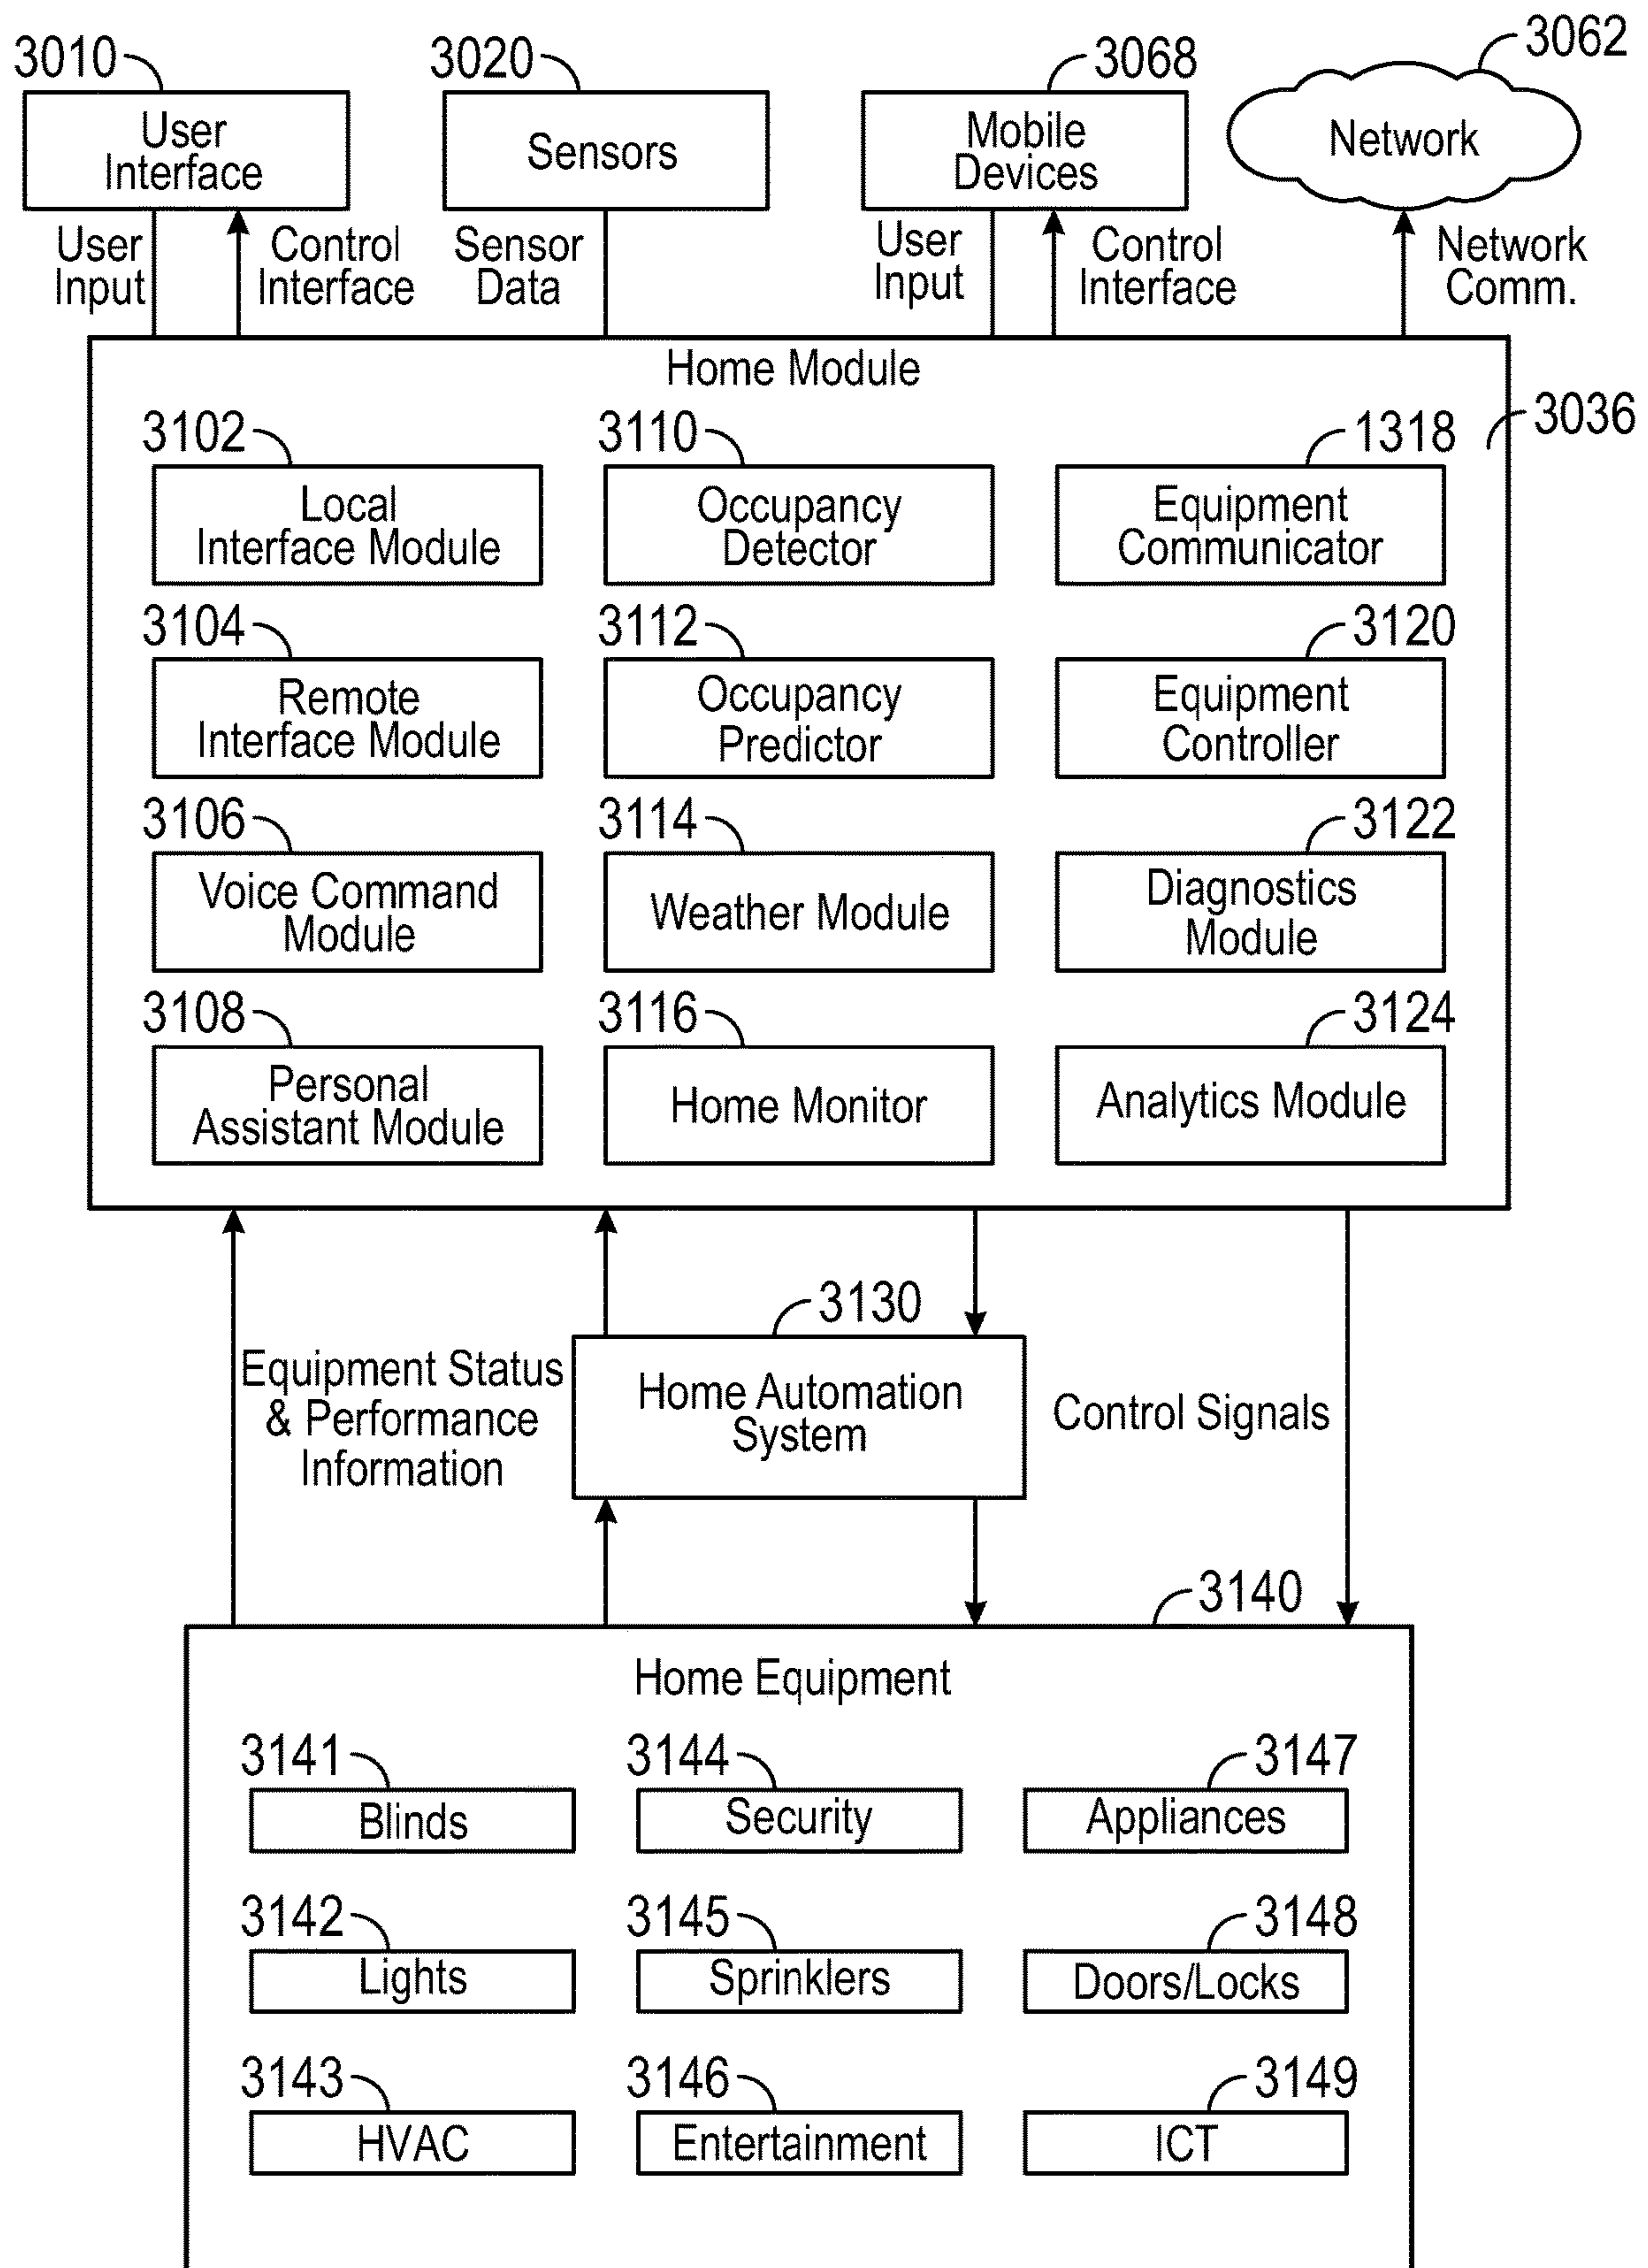 3010
3020
3068
3062
User
Interface
Sensors
Mobile
Devices
Network
User
Input
Control
Interface
Sensor
Data
User
Input
Control
Interface
Network
Comm.
Home Module
3036
3102
3110
1318
Local
Interface Module
Occupancy
Detector
Equipment
Communicator
3104
3112
3120
Remote
Interface Module
Occupancy
Predictor
Equipment
Controller
3106
3114
3122
Voice Command
Module
Weather Module
Diagnostics
Module
3108
3116
3124
Personal
Assistant Module
Home Monitor
Analytics Module
3130
Equipment Status
& Performance
Information
Home Automation
System
Control Signals
3140
Home Equipment
3141
3144
3147
Blinds
Security
Appliances
3142
3145
3148
Lights
Sprinklers
Doors/Locks
3143
3146
3149
HVAC
Entertainment
ICT